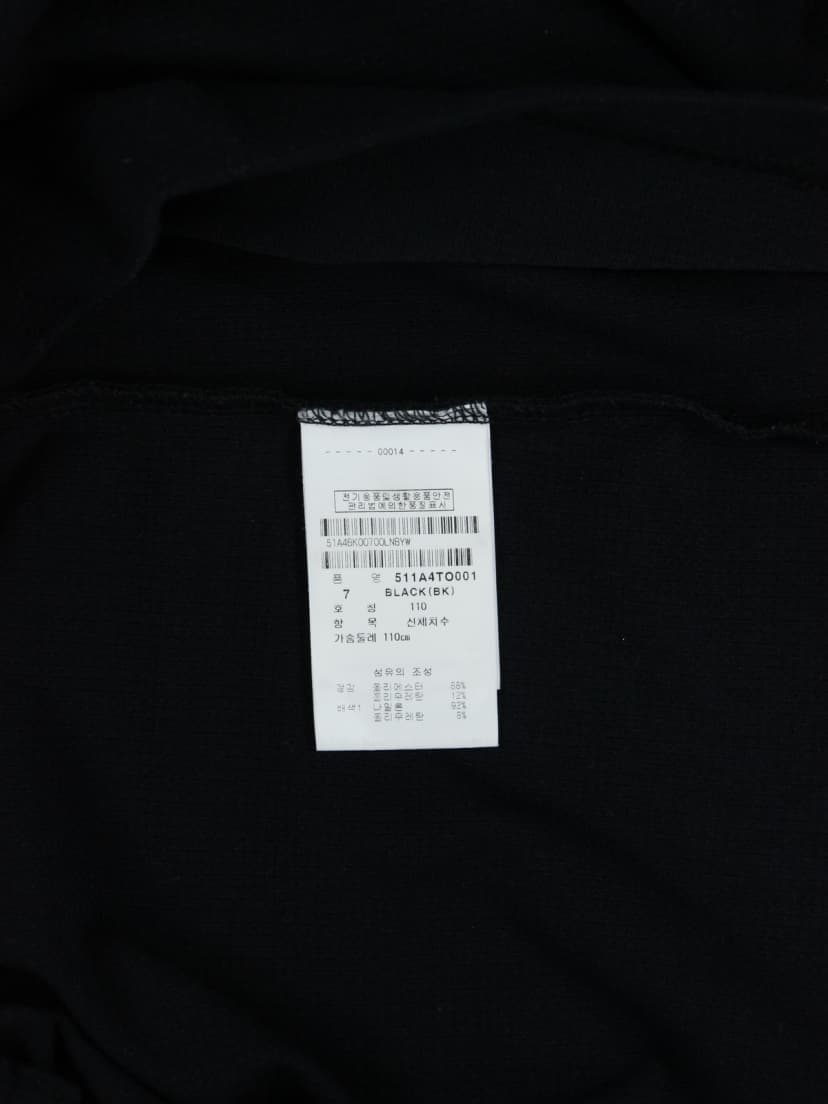 - - - - - 00014 - - - - -
전기용품및생활용품안전
관리법에의한품질표시
51A4BK00700LNBYW
품 명 511A4TO001
7 BLACK(BK)
호 칭 110
항 목 신체치수
가슴둘레 110cm
섬유의 조성
겉감 폴리에스터 88%
폴리우레탄 12%
배색1 나일론 92%
폴리우레탄 8%